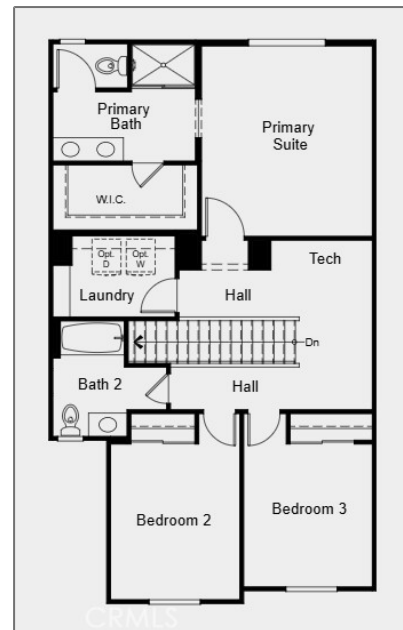 Primary
Bath
Primary
Suite
W.I.C.
Opt.
D
Opt.
W
Tech
Laundry
Hall
Dn
Bath 2
Hall
Bedroom 2
Bedroom 3
CRMLS